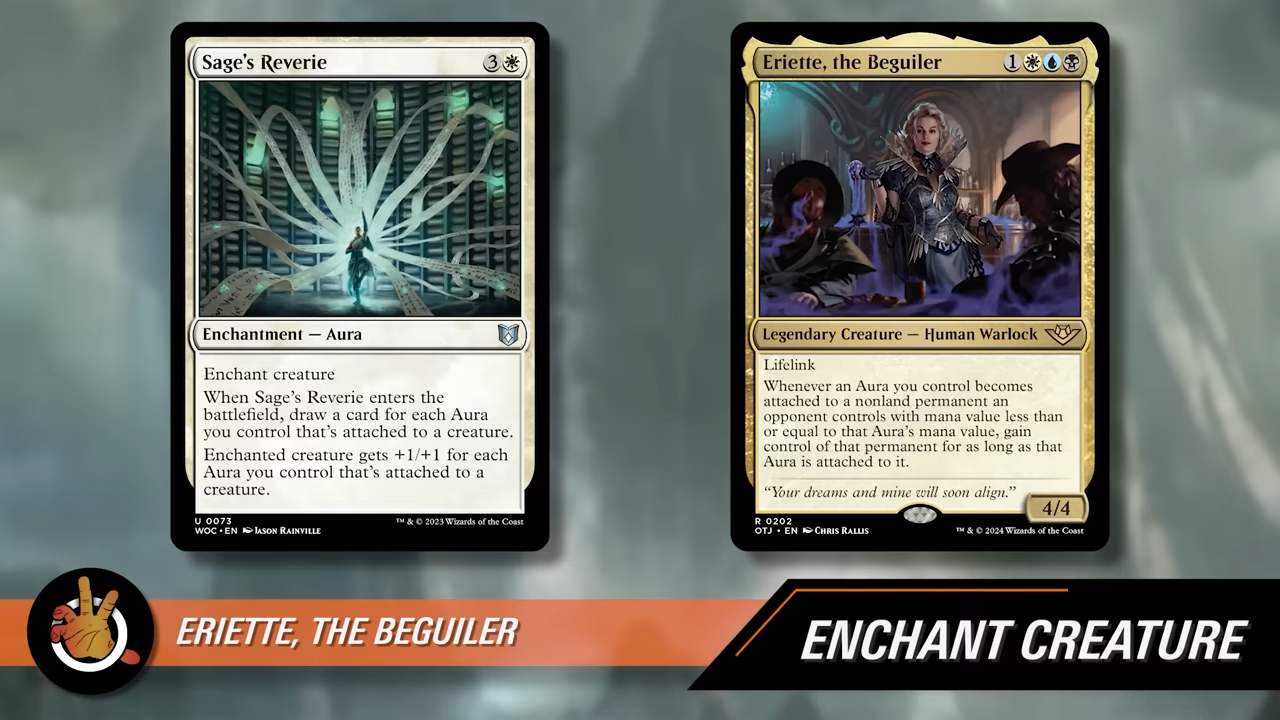 Sage's Reverie 3
Enchantment — Aura
Enchant creature
When Sage's Reverie enters the
battlefield, draw a card for each Aura
you control that's attached to a creature.
Enchanted creature gets +1/+1 for each
Aura you control that's attached to a
creature.
U 0073
WOC • EN Jason Rainville
™ & © 2023 Wizards of the Coast
Eriette, the Beguiler 1
Legendary Creature — Human Warlock
Lifelink
Whenever an Aura you control becomes
attached to a nonland permanent an
opponent controls with mana value less than
or equal to that Aura's mana value, gain
control of that permanent for as long as that
Aura is attached to it.
“Your dreams and mine will soon align.”
4/4
R 0202
OTJ • EN Chris Rallis
™ & © 2024 Wizards of the Coast
ERIETTE, THE BEGUILER
ENCHANT CREATURE